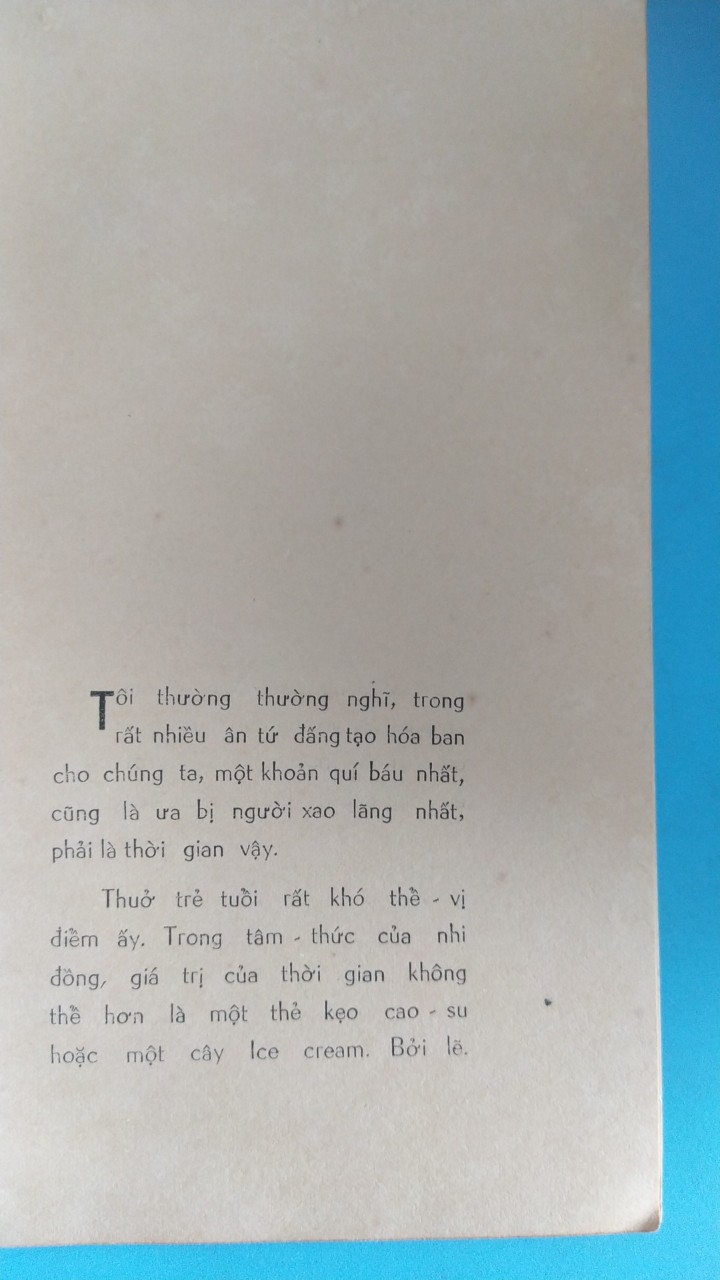 Tôi thường thường nghĩ, trong
rất nhiều ân tứ đấng tạo hóa ban
cho chúng ta, một khoản quí báu nhất,
cũng là ưa bị người xao lãng nhất,
phải là thời gian vậy.
Thuở trẻ tuổi rất khó thể - vị
điểm ấy. Trong tâm - thức của nhi
đồng, giá trị của thời gian không
thể hơn là một thẻ kẹo cao - su
hoặc một cây Ice cream. Bởi lẽ.